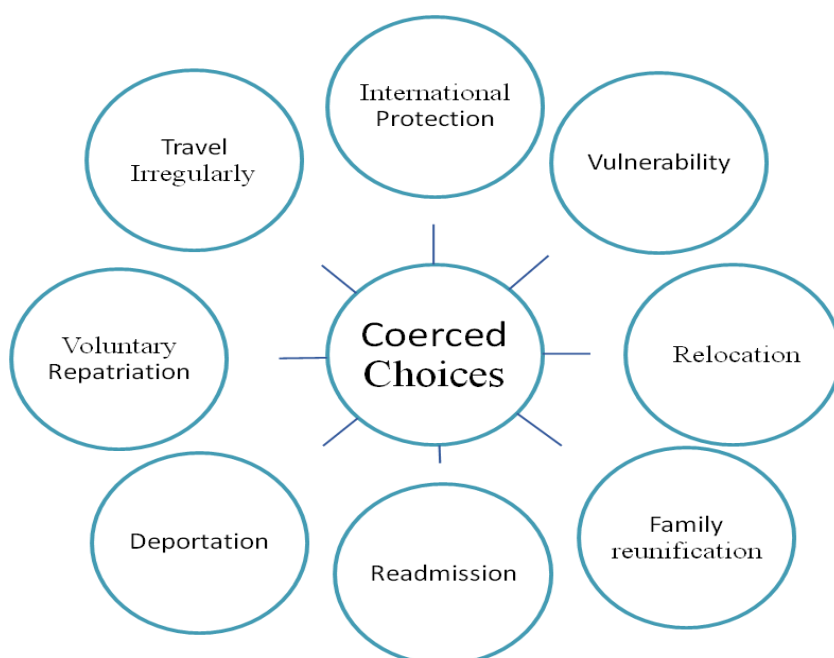 International
Protection
Travel
Irregularly
Vulnerability
Coerced
Choices
Voluntary
Repatriation
Relocation
Deportation
Readmission
Family
reunification